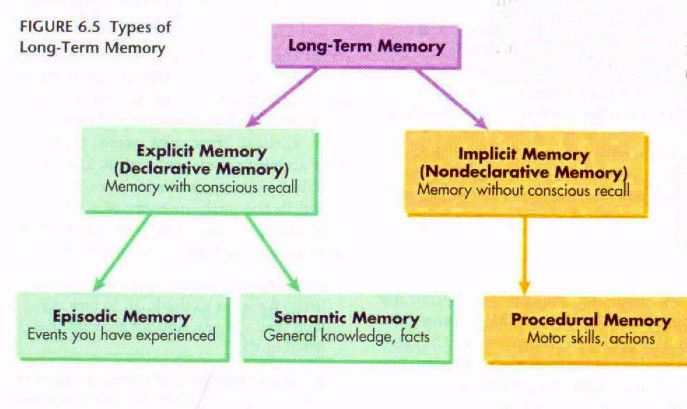 FIGURE 6.5 Types of
Long-Term Memory
Long-Term Memory
Explicit Memory
(Declarative Memory)
Memory with conscious recall
Implicit Memory
(Nondeclarative Memory)
Memory without conscious recall
Episodic Memory
Events you have experienced
Semantic Memory
General knowledge, facts
Procedural Memory
Motor skills, actions